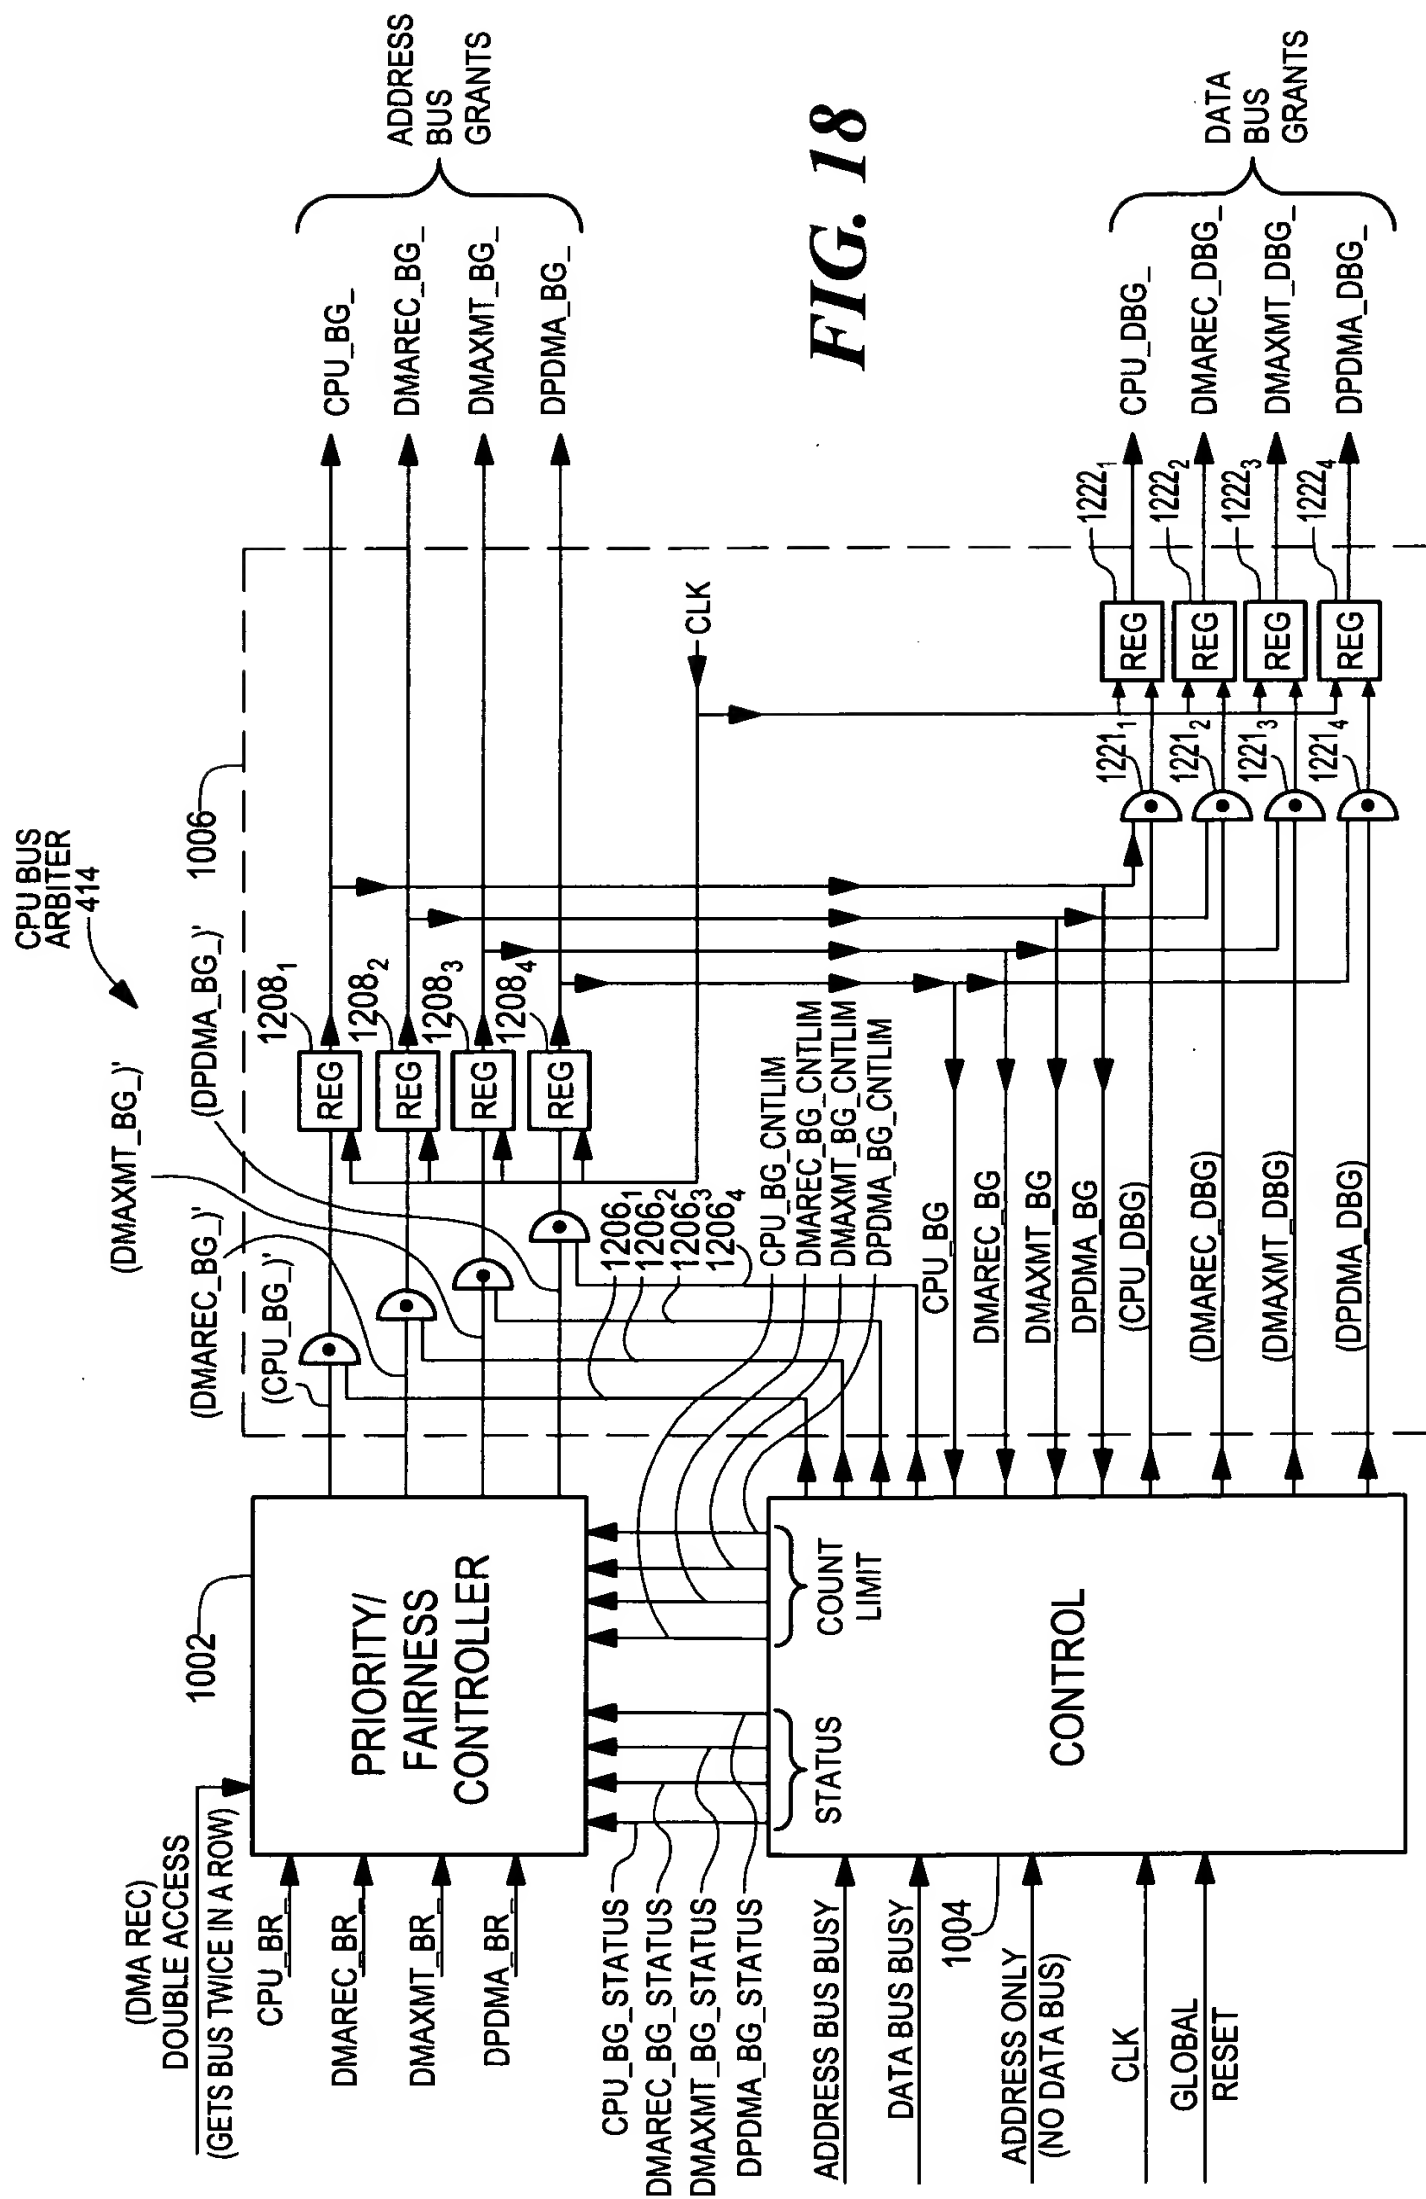 CPU BUS
ARBITER
414
(DMA REC)
DOUBLE ACCESS
(GETS BUS TWICE IN A ROW)
CPU_BR_
DMAREC_BR_
DMAXMT_BR_
DPDMA_BR_
1002
PRIORITY/
FAIRNESS
CONTROLLER
(DMAXMT_BG_)'
(DPDMA_BG_)'
(DMAREC_BG_)'
(CPU_BG_)'
1006
1208₁
1208₂
1208₃
1208₄
REG
REG
REG
REG
CPU_BG_
DMAREC_BG_
DMAXMT_BG_
DPDMA_BG_
ADDRESS
BUS
GRANTS
1206₁
1206₂
1206₃
1206₄
CPU_BG_CNTLIM
DMAREC_BG_CNTLIM
DMAXMT_BG_CNTLIM
DPDMA_BG_CNTLIM
CLK
CPU_BG_STATUS
DMAREC_BG_STATUS
DMAXMT_BG_STATUS
DPDMA_BG_STATUS
STATUS
COUNT
LIMIT
CONTROL
1004
ADDRESS BUS BUSY
DATA BUS BUSY
ADDRESS ONLY
(NO DATA BUS)
CLK
GLOBAL
RESET
CPU_BG
DMAREC_BG
DMAXMT_BG
DPDMA_BG
(CPU_DBG)
(DMAREC_DBG)
(DMAXMT_DBG)
(DPDMA_DBG)
1221₁
1221₂
1221₃
1221₄
REG
REG
REG
REG
1222₁
1222₂
1222₃
1222₄
CPU_DBG_
DMAREC_DBG_
DMAXMT_DBG_
DPDMA_DBG_
DATA
BUS
GRANTS
FIG. 18